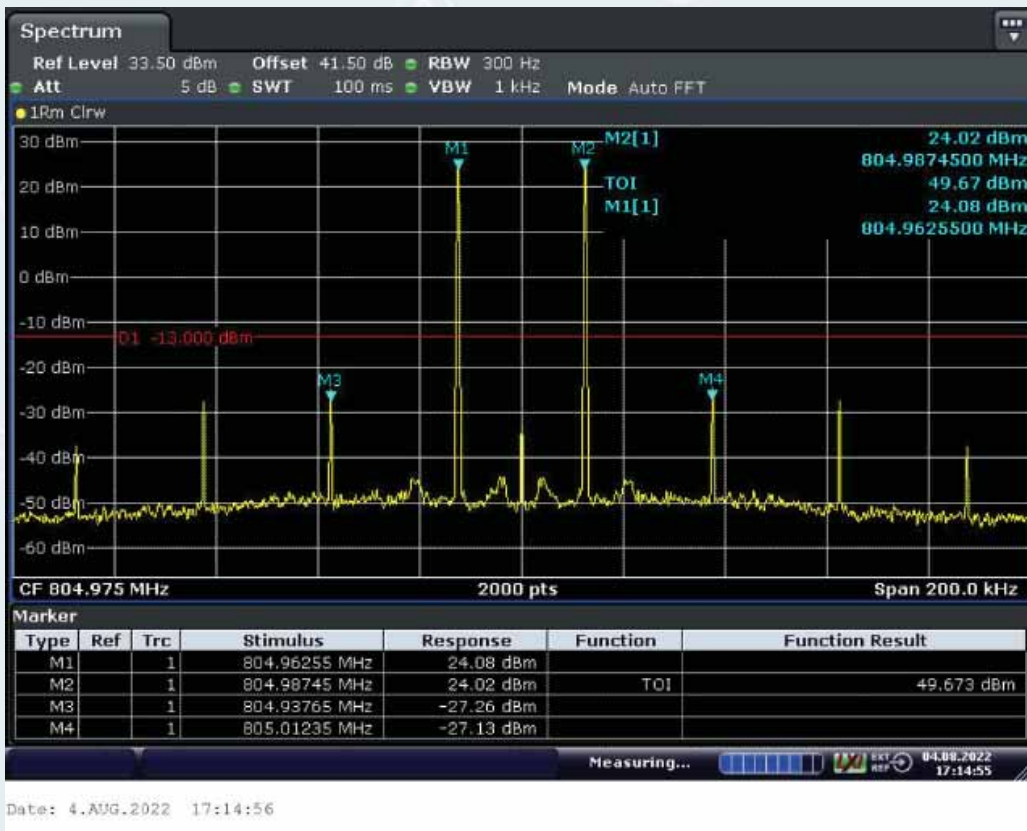 Spectrum
Ref Level 33.50 dBm Offset 41.50 dB RBW 300 Hz
Att 5 dB SWT 100 ms VBW 1 kHz Mode Auto FFT
1Rm Clrw
30 dBm
M1
M2
M2[1] 24.02 dBm
804.9874500 MHz
20 dBm
TOI 49.67 dBm
M1[1] 24.08 dBm
10 dBm
804.9625500 MHz
0 dBm
-10 dBm
D1 -13.000 dBm
-20 dBm
M3
M4
-30 dBm
-40 dBm
-50 dBm
-60 dBm
CF 804.975 MHz 2000 pts Span 200.0 kHz
Marker
Type Ref Trc Stimulus Response Function Function Result
M1 1 804.96255 MHz 24.08 dBm
M2 1 804.98745 MHz 24.02 dBm TOI 49.673 dBm
M3 1 804.93765 MHz -27.26 dBm
M4 1 805.01235 MHz -27.13 dBm
Measuring... LXI EXT REF 04.08.2022
17:14:55
Date: 4.AUG.2022 17:14:56